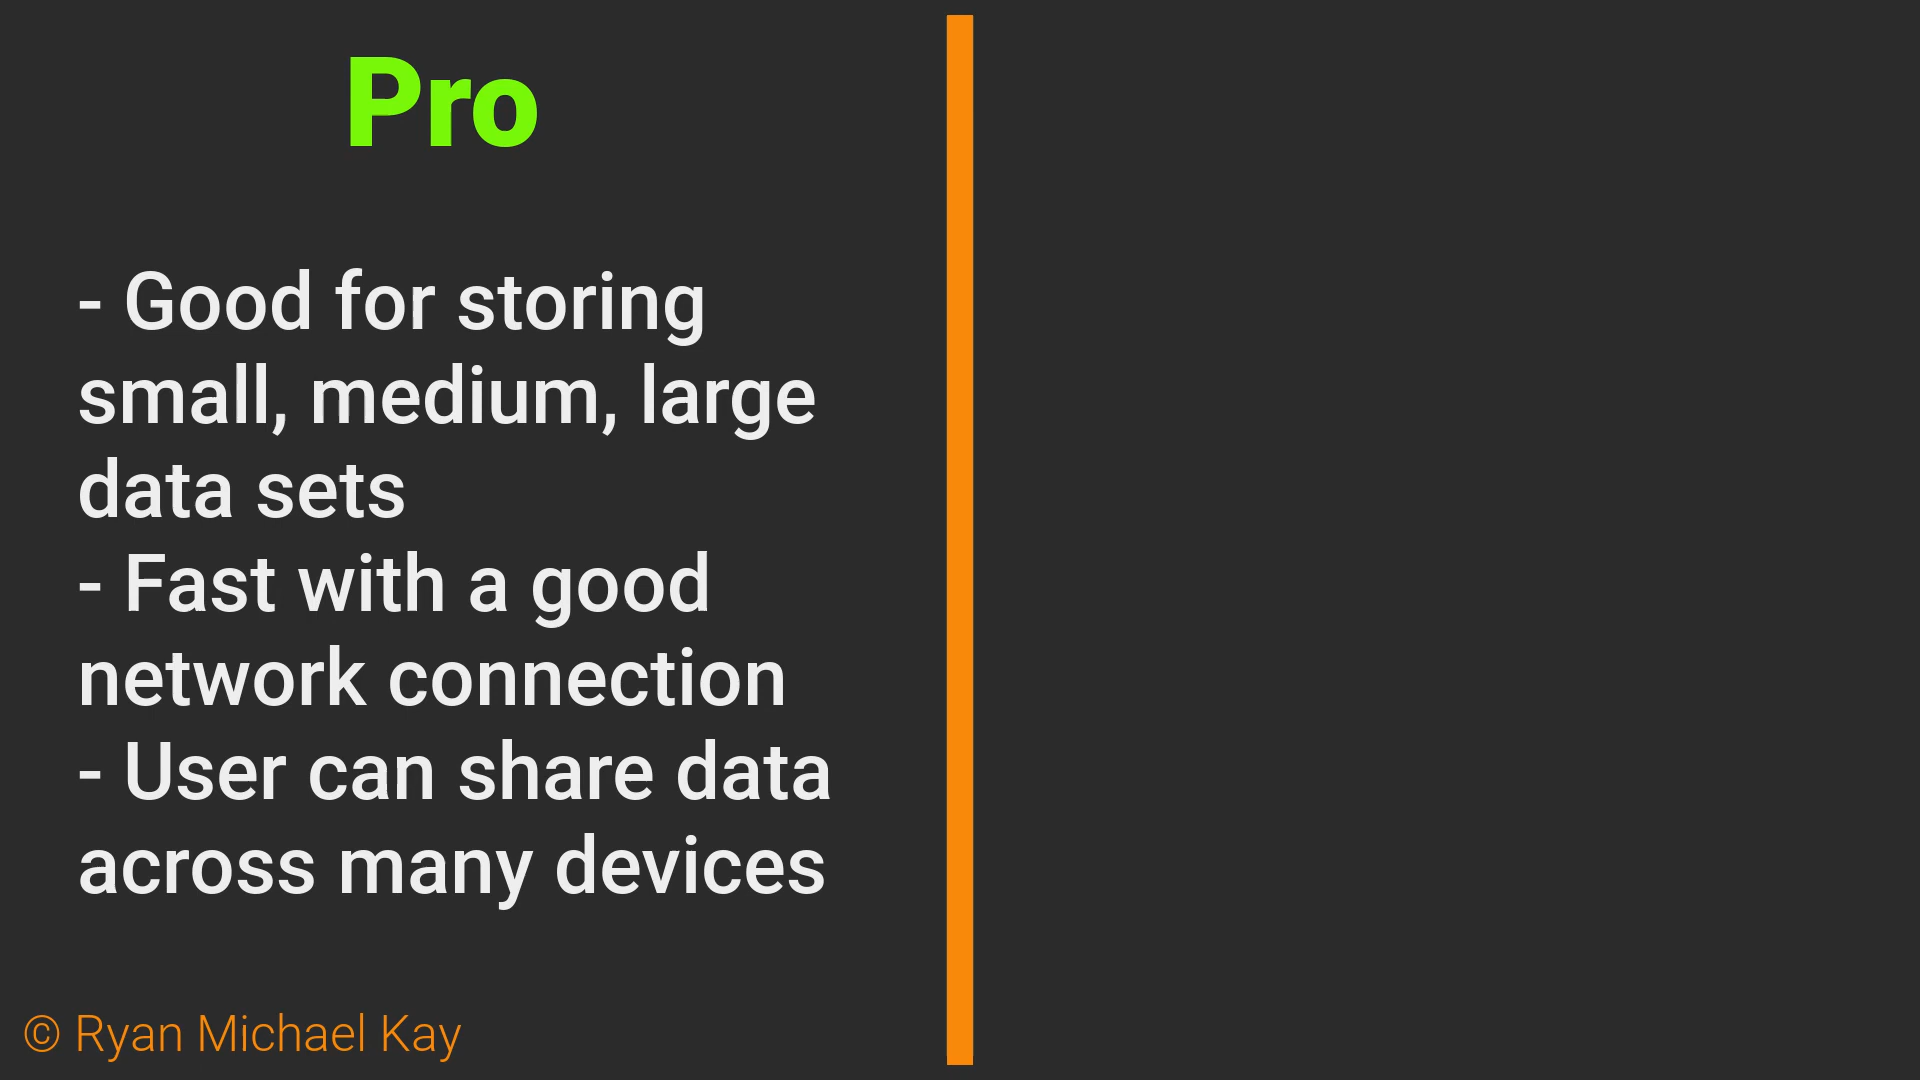 Pro
- Good for storing
small, medium, large
data sets
- Fast with a good
network connection
- User can share data
across many devices
© Ryan Michael Kay